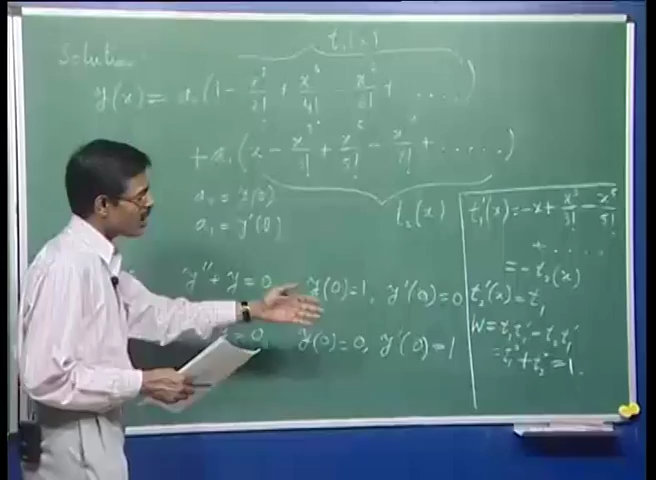 Solution
t₁(x)
y(x) = a₀(1 - x²/2! + x⁴/4! - x⁶/6! + .....)
+ a₁(x - x³/3! + x⁵/5! - x⁷/7! + .....)
a₀ = y(0)
a₁ = y'(0)
t₂(x)
y'' + y = 0, y(0) = 1, y'(0) = 0
= 0, y(0) = 0, y'(0) = 1
t₁'(x) = -x + x³/3! - x⁵/5!
+ .....
= -t₂(x)
t₂'(x) = t₁
W = t₁t₂' - t₂t₁'
= t₁² + t₂² = 1.